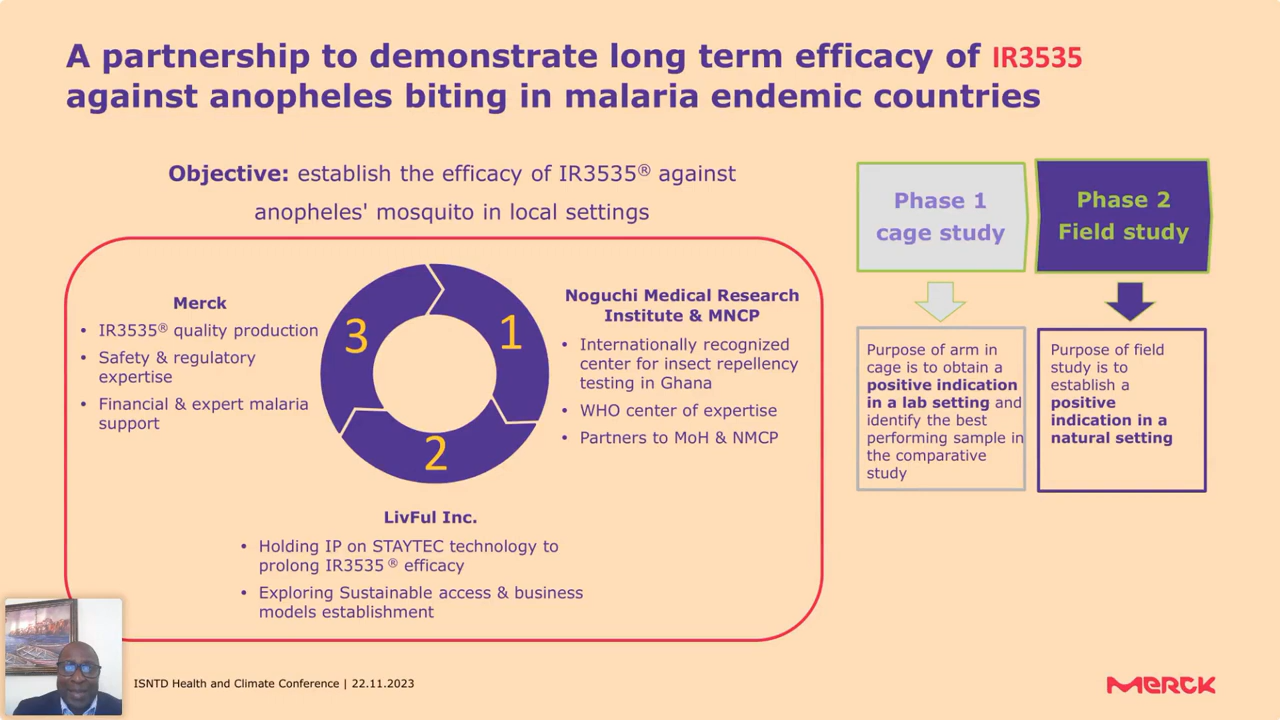 A partnership to demonstrate long term efficacy of IR3535
against anopheles biting in malaria endemic countries
Objective: establish the efficacy of IR3535® against
anopheles' mosquito in local settings
Merck
• IR3535® quality production
• Safety & regulatory
expertise
• Financial & expert malaria
support
3
1
2
Noguchi Medical Research
Institute & MNCP
• Internationally recognized
center for insect repellency
testing in Ghana
• WHO center of expertise
• Partners to MoH & NMCP
LivFul Inc.
• Holding IP on STAYTEC technology to
prolong IR3535 ® efficacy
• Exploring Sustainable access & business
models establishment
Phase 1
cage study
Phase 2
Field study
Purpose of arm in
cage is to obtain a
positive indication
in a lab setting and
identify the best
performing sample in
the comparative
study
Purpose of field
study is to
establish a
positive
indication in a
natural setting
ISNTD Health and Climate Conference | 22.11.2023
MERCK